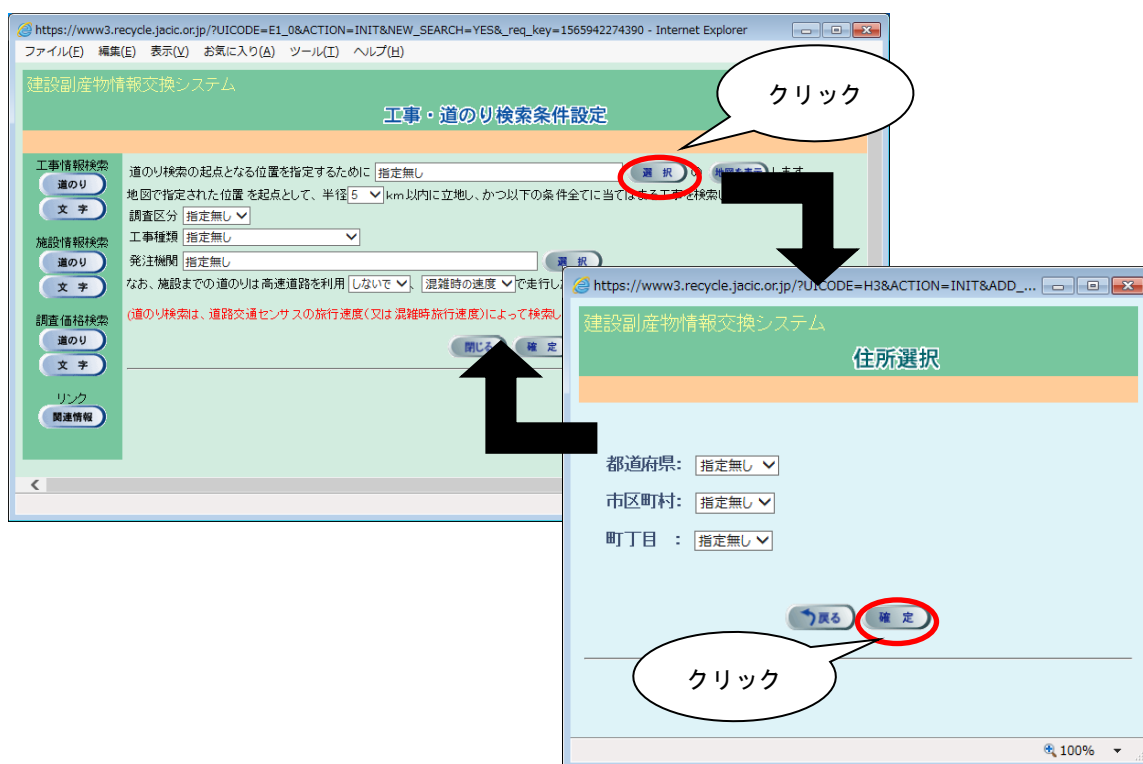 https://www3.recycle.jacic.or.jp/?UICODE=E1_0&ACTION=INIT&NEW_SEARCH=YES&_req_key=1565942274390 - Internet Explorer
ファイル(F) 編集(E) 表示(V) お気に入り(A) ツール(T) ヘルプ(H)
建設副産物情報交換システム
工事・道のり検索条件設定
クリック
工事情報検索
道のり
文 字
施設情報検索
道のり
文 字
調査価格検索
道のり
文 字
リンク
関連情報
道のり検索の起点となる位置を指定するために 指定無し 選 択 の 地図を表示 します
地図で指定された位置 を起点として、半径 5 km以内に立地し、かつ以下の条件全てに当てはまる工事を検索し
調査区分 指定無し
工事種類 指定無し
発注機関 指定無し 選 択
なお、施設までの道のりは高速道路を利用 しないで 、 混雑時の速度 で走行し
(道のり検索は、道路交通センサスの旅行速度(又は混雑時旅行速度)によって検索し
閉じる 確 定
https://www3.recycle.jacic.or.jp/?UICODE=H3&ACTION=INIT&ADD_...
建設副産物情報交換システム
住所選択
都道府県: 指定無し
市区町村: 指定無し
町丁目 : 指定無し
戻る 確 定
クリック
100%